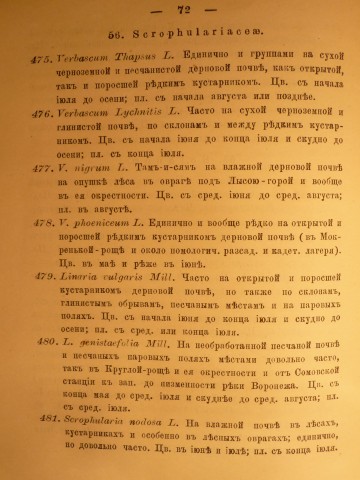 — 72 —
56. Scrophulariaceæ.
475. Verbascum Thapsus L. Единично и группами на сухой
черноземной и песчанистой дерновой почвѣ, какъ открытой,
такъ и поросшей рѣдкимъ кустарникомъ. Цв. съ начала
іюля до осени; пл. съ начала августа или позднѣе.
476. Verbascum Lychnitis L. Часто на сухой черноземной и
глинистой почвѣ, по склонамъ и между рѣдкимъ кустар-
никомъ. Цв. съ начала іюня до конца іюля и скудно до
осени; пл. съ конца іюля.
477. V. nigrum L. Тамъ-и-сямъ на влажной дерновой почвѣ
на опушкѣ лѣса въ оврагѣ подъ Лысою-горой и вообще
въ ея окрестности. Цв. съ сред. іюня до сред. августа;
пл. въ августѣ.
478. V. phoeniceum L. Единично и вообще рѣдко на открытой и
поросшей рѣдкимъ кустарникомъ дерновой почвѣ (въ Мок-
ренькой-рощѣ и около помологич. разсад. и кадет. лагеря).
Цв. въ маѣ и рѣже въ іюнѣ.
479. Linaria vulgaris Mill. Часто на открытой и поросшей
кустарникомъ дерновой почвѣ, но также по склонамъ,
глинистымъ обрывамъ, песчанымъ мѣстамъ и на паровыхъ
поляхъ. Цв. съ начала іюня до конца іюля и скудно до
осени; пл. съ сред. или конца іюля.
480. L. genistaefolia Mill. На необработанной песчаной почвѣ
и песчаныхъ паровыхъ поляхъ мѣстами довольно часто,
такъ въ Круглой-рощѣ и ея окрестности и отъ Сомовской
станціи къ зап. до низменности рѣки Воронежа. Цв. съ
конца мая до сред. іюля и скуднѣе до сред. августа; пл.
съ сред. іюля.
481. Scrophularia nodosa L. На влажной почвѣ въ лѣсахъ,
кустарникахъ и особенно въ лѣсныхъ оврагахъ; единично,
но довольно часто. Цв. въ іюнѣ и іюлѣ; пл. съ конца іюля.